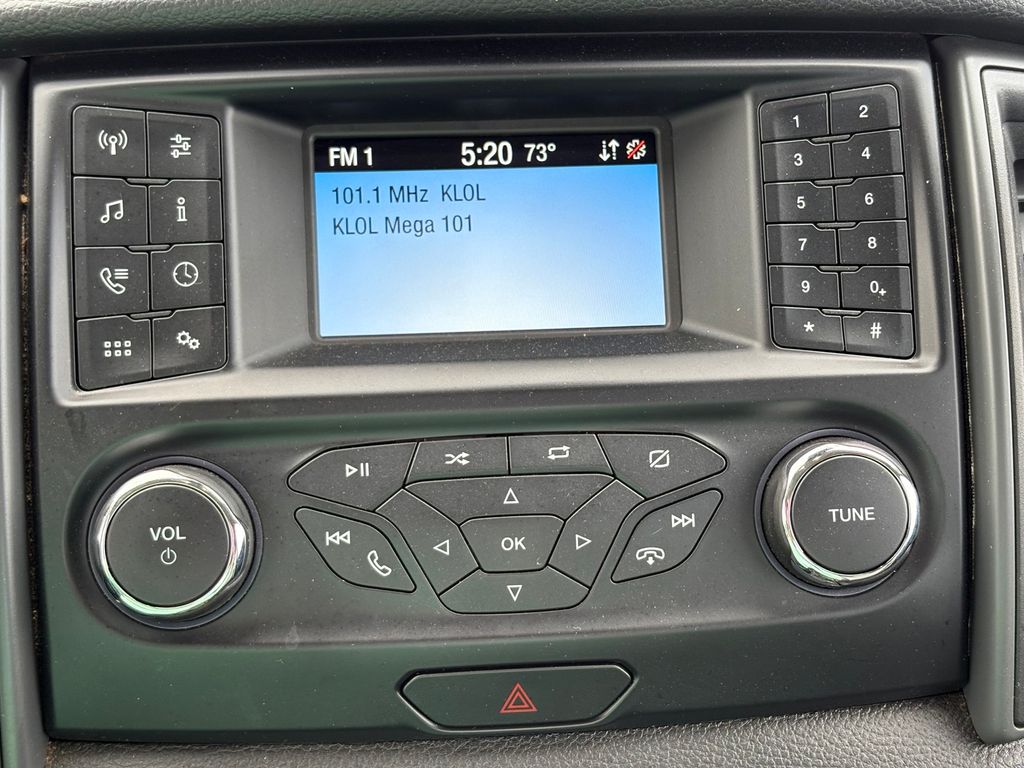 FM 1 5:20 73°
101.1 MHz KLOL
KLOL Mega 101
1 2
3 4
5 6
7 8
9 0+
* #
VOL
OK
TUNE